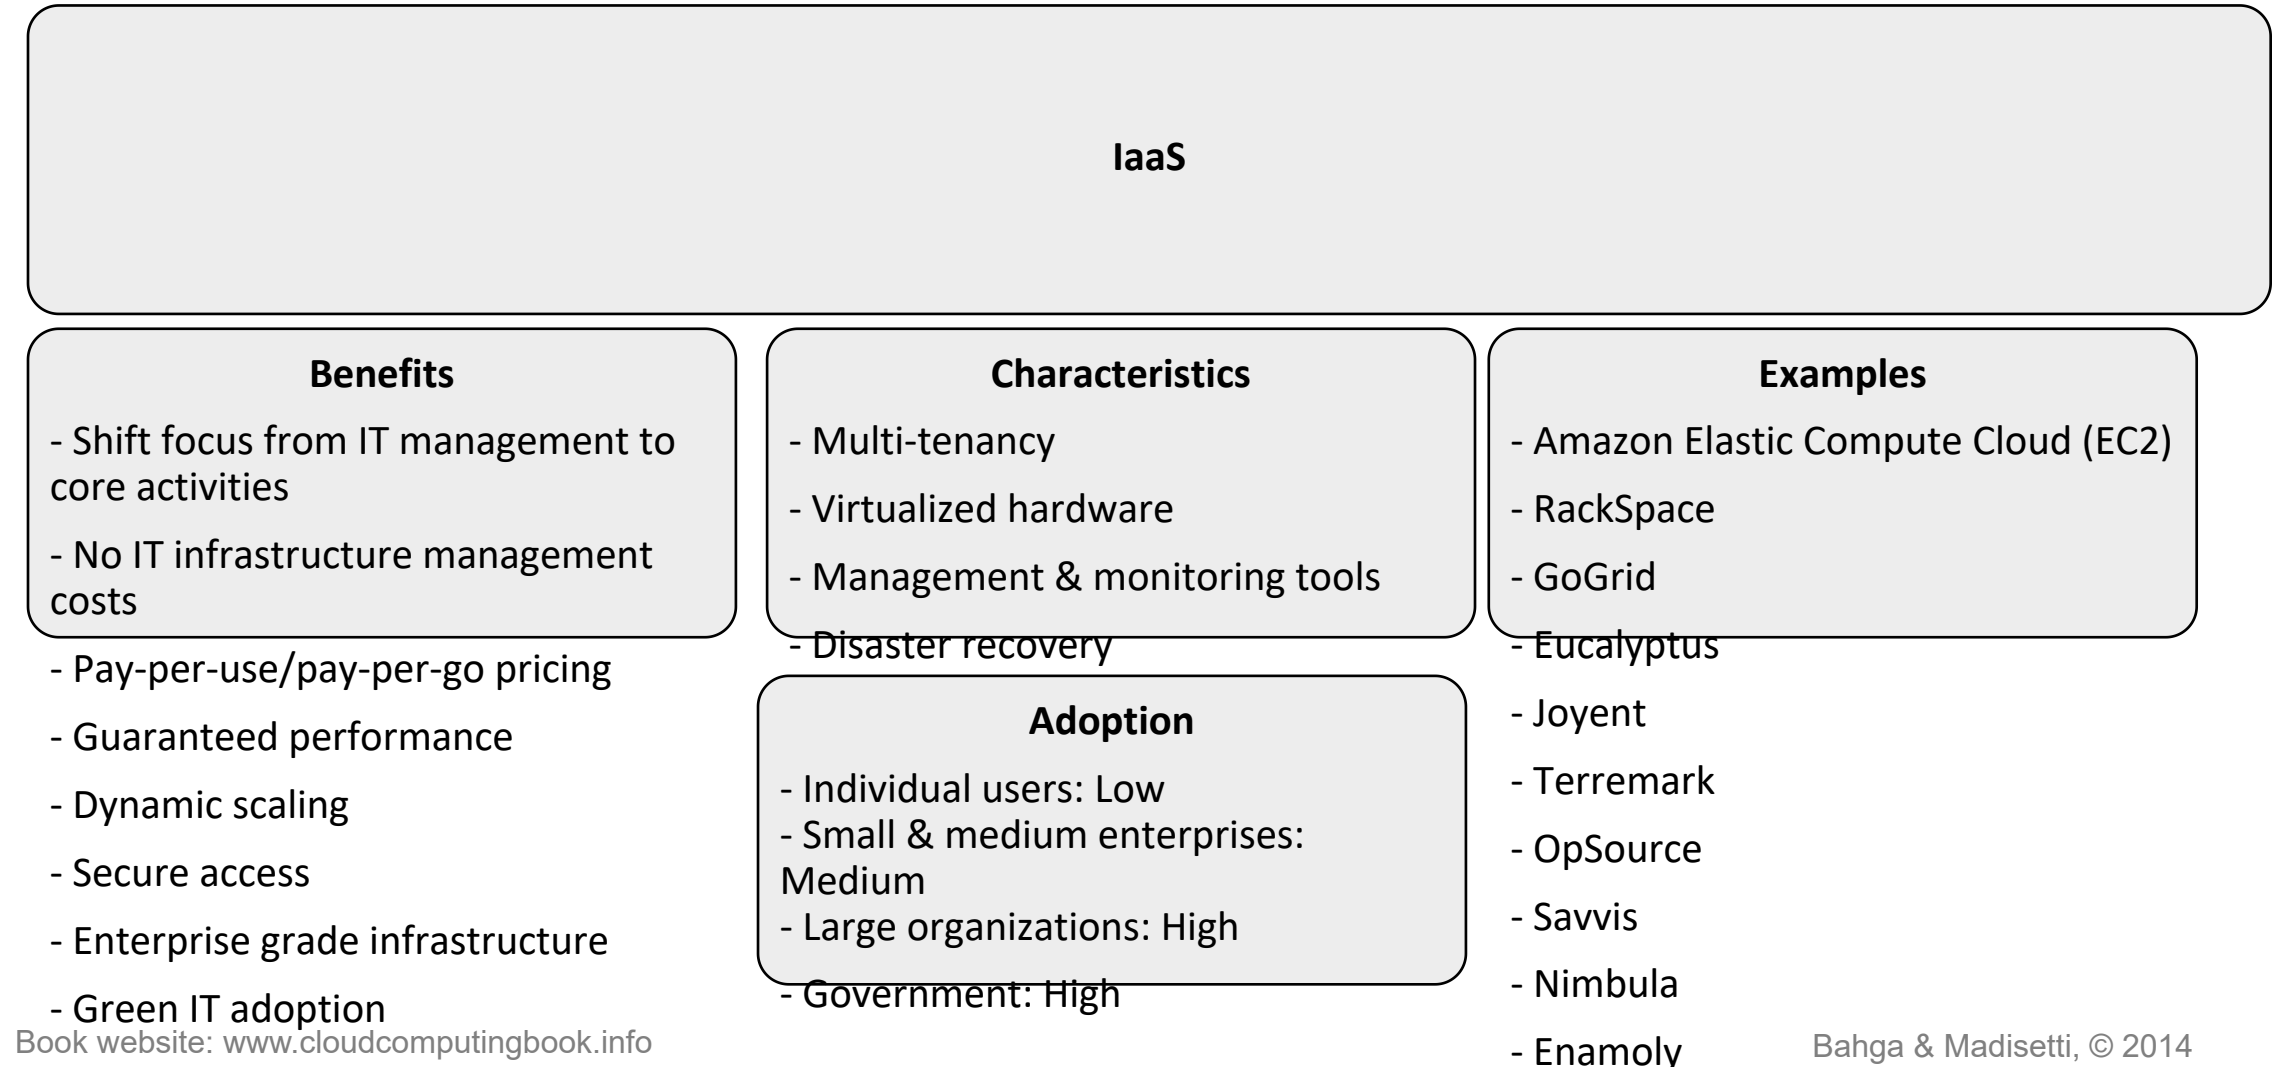 IaaS
Benefits
- Shift focus from IT management to
core activities
- No IT infrastructure management
costs
- Pay-per-use/pay-per-go pricing
- Guaranteed performance
- Dynamic scaling
- Secure access
- Enterprise grade infrastructure
- Green IT adoption
Characteristics
- Multi-tenancy
- Virtualized hardware
- Management & monitoring tools
- Disaster recovery
Adoption
- Individual users: Low
- Small & medium enterprises:
Medium
- Large organizations: High
- Government: High
Examples
- Amazon Elastic Compute Cloud (EC2)
- RackSpace
- GoGrid
- Eucalyptus
- Joyent
- Terremark
- OpSource
- Savvis
- Nimbula
- Enamoly
Book website: www.cloudcomputingbook.info
Bahga & Madisetti, © 2014